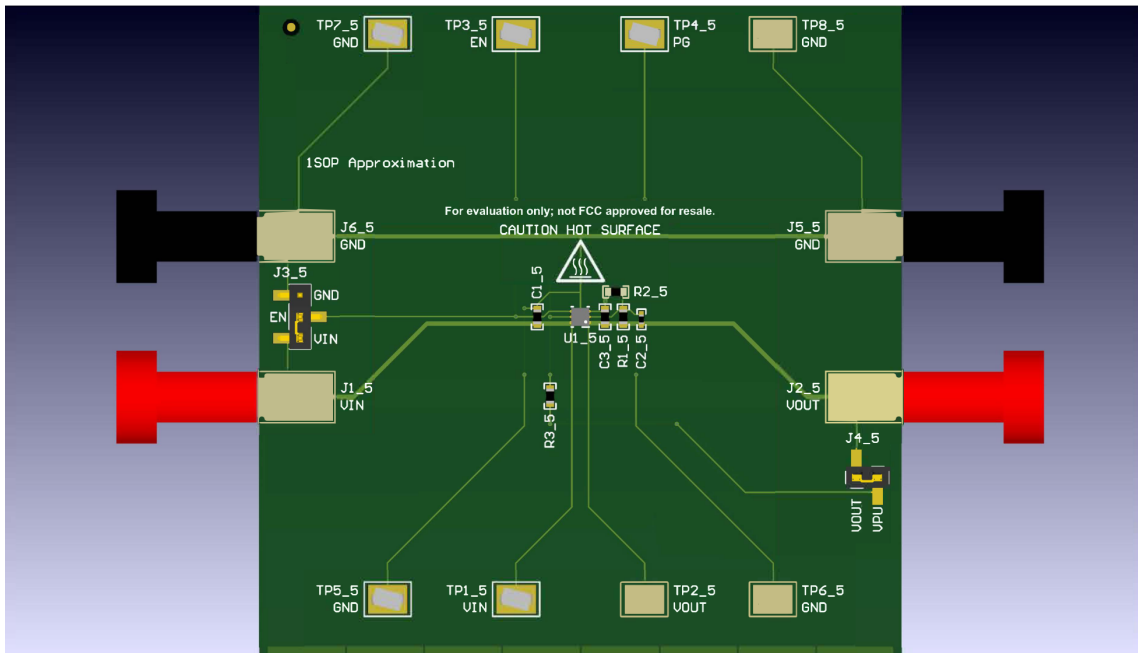 TP7_5
GND
TP3_5
EN
TP4_5
PG
TP8_5
GND
1SOP Approximation
For evaluation only; not FCC approved for resale.
CAUTION HOT SURFACE
J6_5
GND
J5_5
GND
J3_5
GND
EN
VIN
C1_5
R2_5
U1_5
C3_5
R1_5
C2_5
J1_5
VIN
J2_5
VOUT
R3_5
J4_5
VOUT
VPU
TP5_5
GND
TP1_5
VIN
TP2_5
VOUT
TP6_5
GND